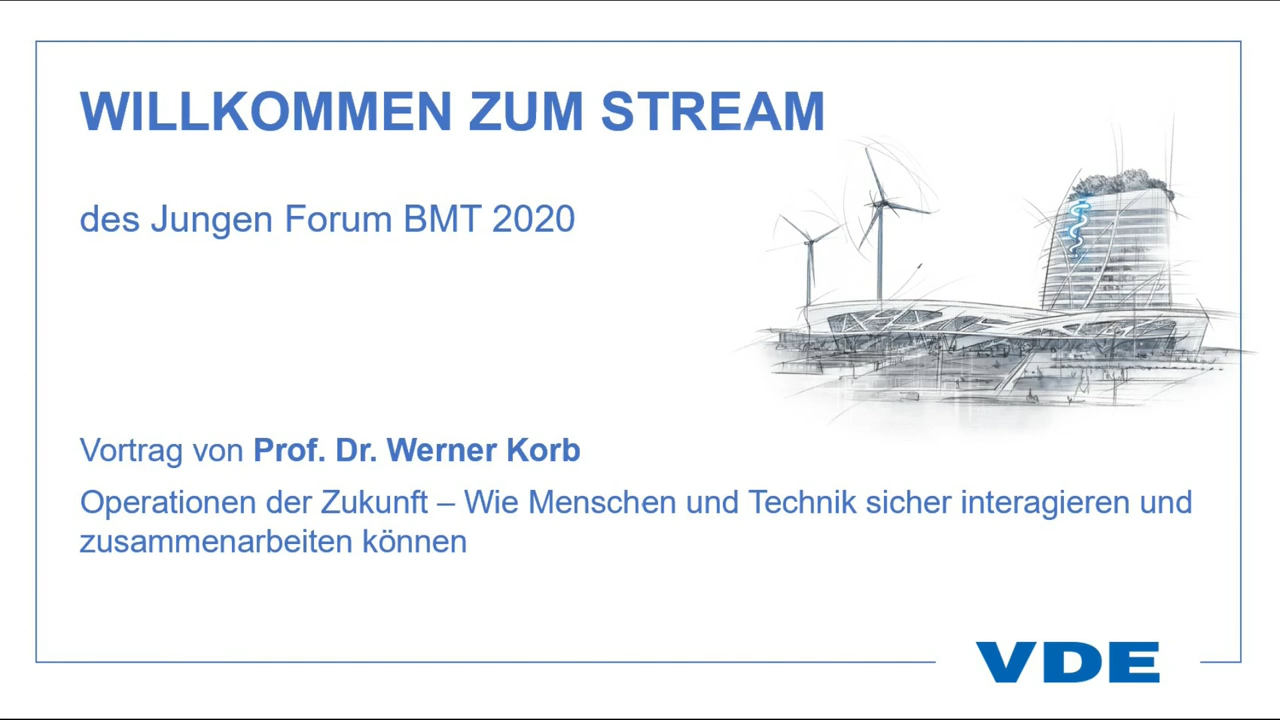 WILLKOMMEN ZUM STREAM
des Jungen Forum BMT 2020
Vortrag von Prof. Dr. Werner Korb
Operationen der Zukunft – Wie Menschen und Technik sicher interagieren und
zusammenarbeiten können
VDE